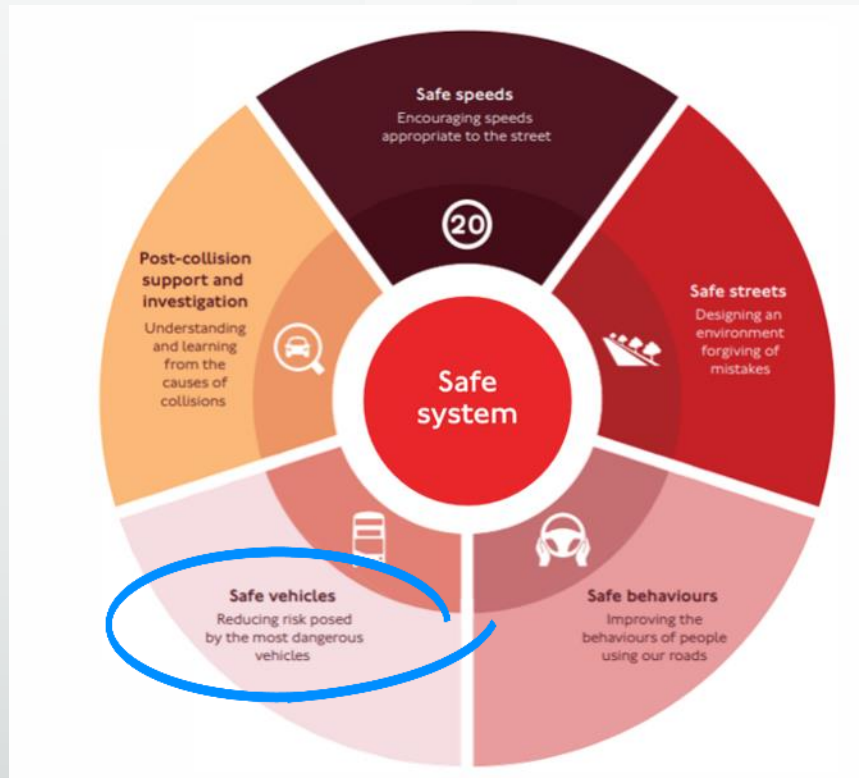 Safe speeds
Encouraging speeds
appropriate to the street
20
Safe streets
Designing an
environment
forgiving of
mistakes
Post-collision
support and
investigation
Understanding
and learning
from the
causes of
collisions
Safe
system
Safe vehicles
Reducing risk posed
by the most dangerous
vehicles
Safe behaviours
Improving the
behaviours of people
using our roads